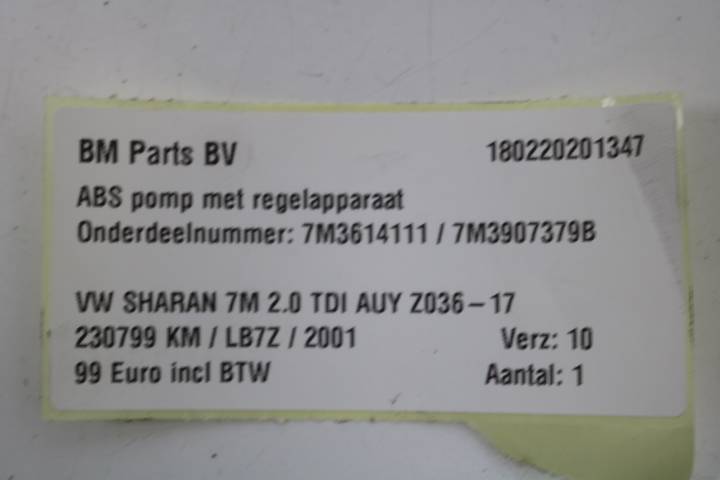 BM Parts BV 180220201347
ABS pomp met regelapparaat
Onderdeelnummer: 7M3614111 / 7M3907379B
VW SHARAN 7M 2.0 TDI AUY Z036-17
230799 KM / LB7Z / 2001 Verz: 10
99 Euro incl BTW Aantal: 1